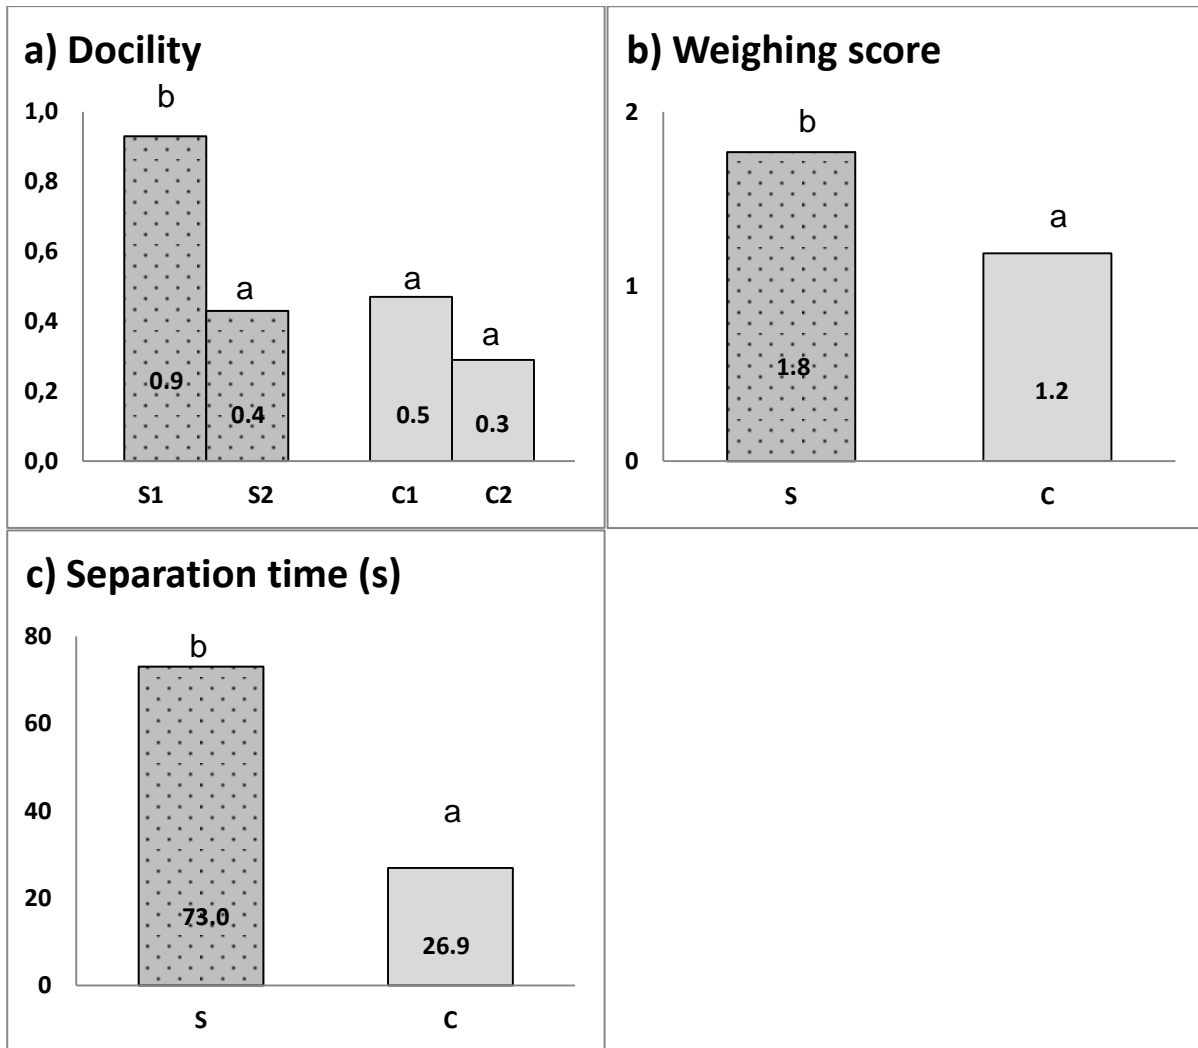 a) Docility
b
1,0
0,8
a
a
0,6
a
0,4
0.9
0.4
0.5
0.3
0,2
0,0
S1 S2 C1 C2
b) Weighing score
2
b
a
1
1.8
1.2
0
S C
c) Separation time (s)
80
b
60
40
a
20
73.0
26.9
0
S C